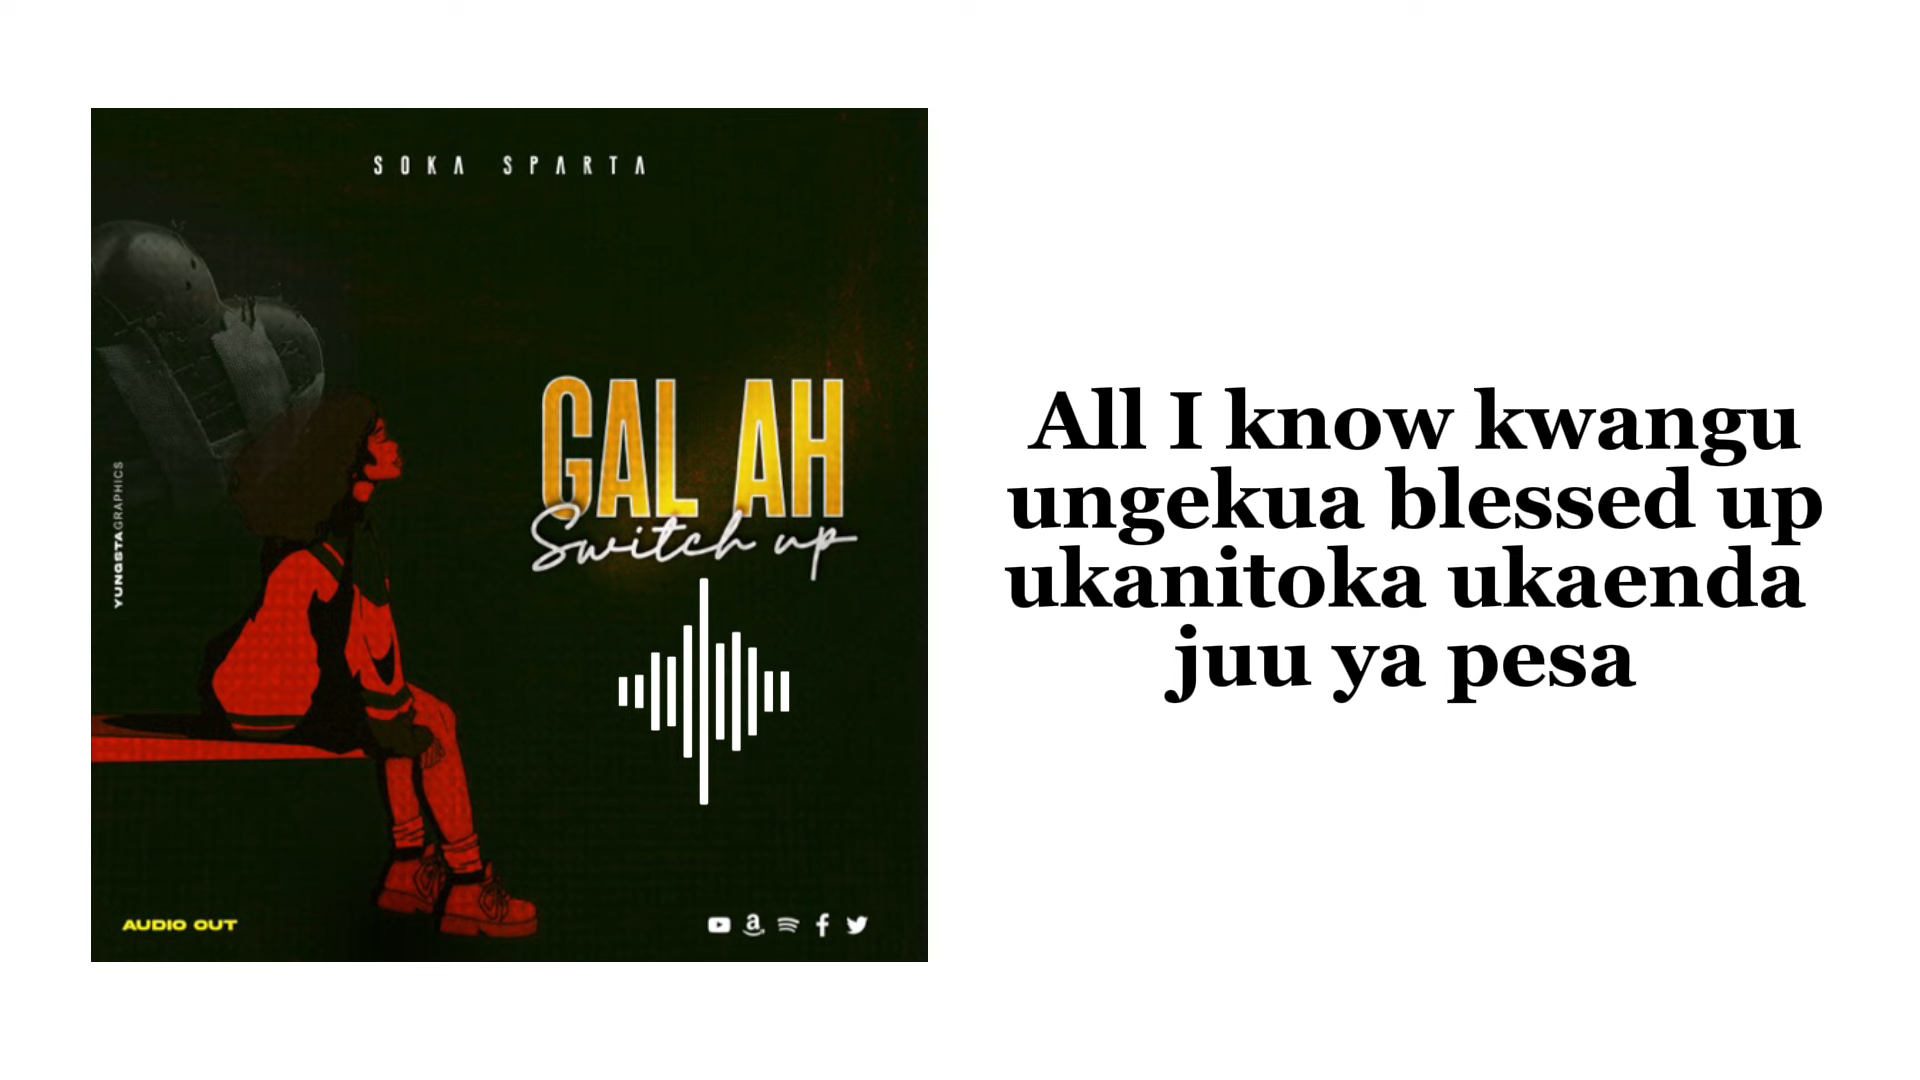 SOKA SPARTA
GAL AH
Switch up
YUNGSTAGRAPHICS
AUDIO OUT
All I know kwangu
ungekua blessed up
ukanitoka ukaenda
juu ya pesa